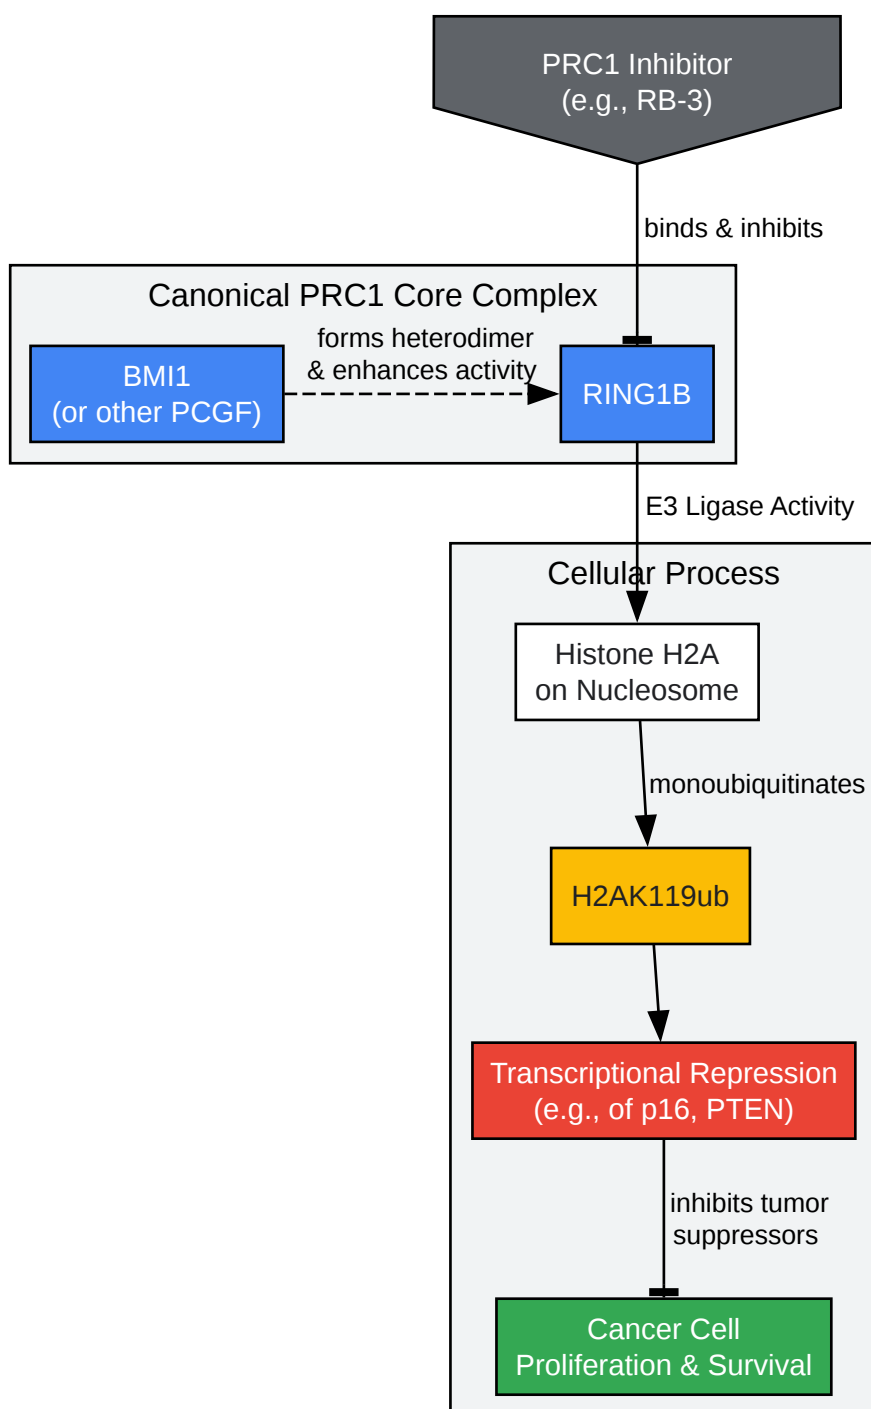 PRC1 Inhibitor
(e.g., RB-3)
binds & inhibits
Canonical PRC1 Core Complex
forms heterodimer
& enhances activity
BMI1
(or other PCGF)
RING1B
E3 Ligase Activity
Cellular Process
Histone H2A
on Nucleosome
monoubiquitinates
H2AK119ub
Transcriptional Repression
(e.g., of p16, PTEN)
inhibits tumor
suppressors
Cancer Cell
Proliferation & Survival